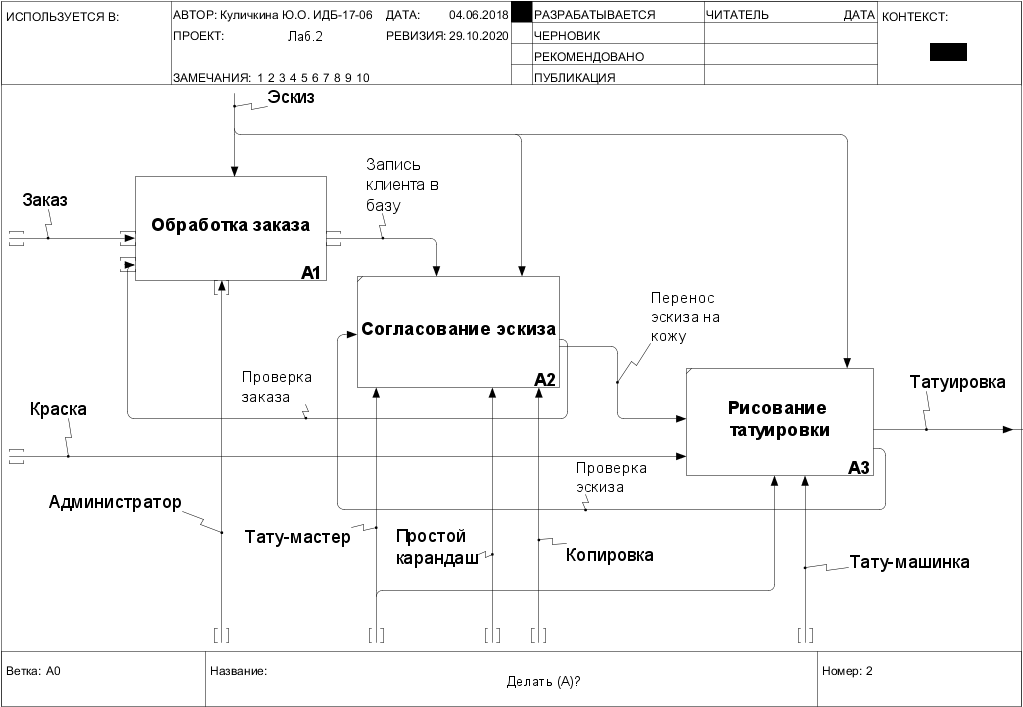 ИСПОЛЬЗУЕТСЯ В:
АВТОР: Куличкина Ю.О. ИДБ-17-06
ДАТА: 04.06.2018
ПРОЕКТ: Лаб.2
РЕВИЗИЯ: 29.10.2020
ЗАМЕЧАНИЯ: 1 2 3 4 5 6 7 8 9 10
РАЗРАБАТЫВАЕТСЯ
ЧЕРНОВИК
РЕКОМЕНДОВАНО
ПУБЛИКАЦИЯ
ЧИТАТЕЛЬ
ДАТА
КОНТЕКСТ:
Эскиз
Заказ
Обработка заказа
A1
Запись
клиента в
базу
Согласование эскиза
A2
Перенос
эскиза на
кожу
Проверка
заказа
Краска
Рисование
татуировки
A3
Татуировка
Проверка
эскиза
Администратор
Тату-мастер
Простой
карандаш
Копировка
Тату-машинка
Ветка: A0
Название:
Делать (А)?
Номер: 2